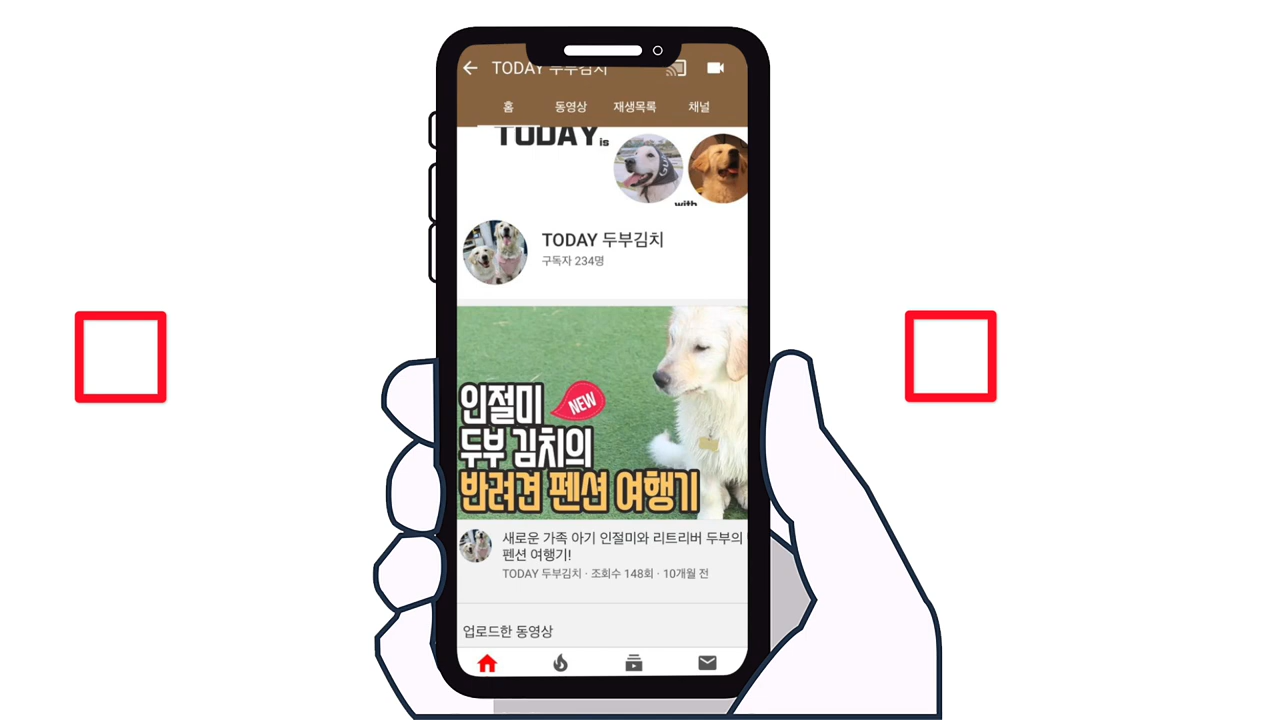 TODAY 두부김치
홈 동영상 재생목록 채널
TODAY is
with
TODAY 두부김치
구독자 234명
인절미 NEW
두부 김치의
반려견 펜션 여행기
새로운 가족 아기 인절미와 리트리버 두부의
펜션 여행기!
TODAY 두부김치 · 조회수 148회 · 10개월 전
업로드한 동영상